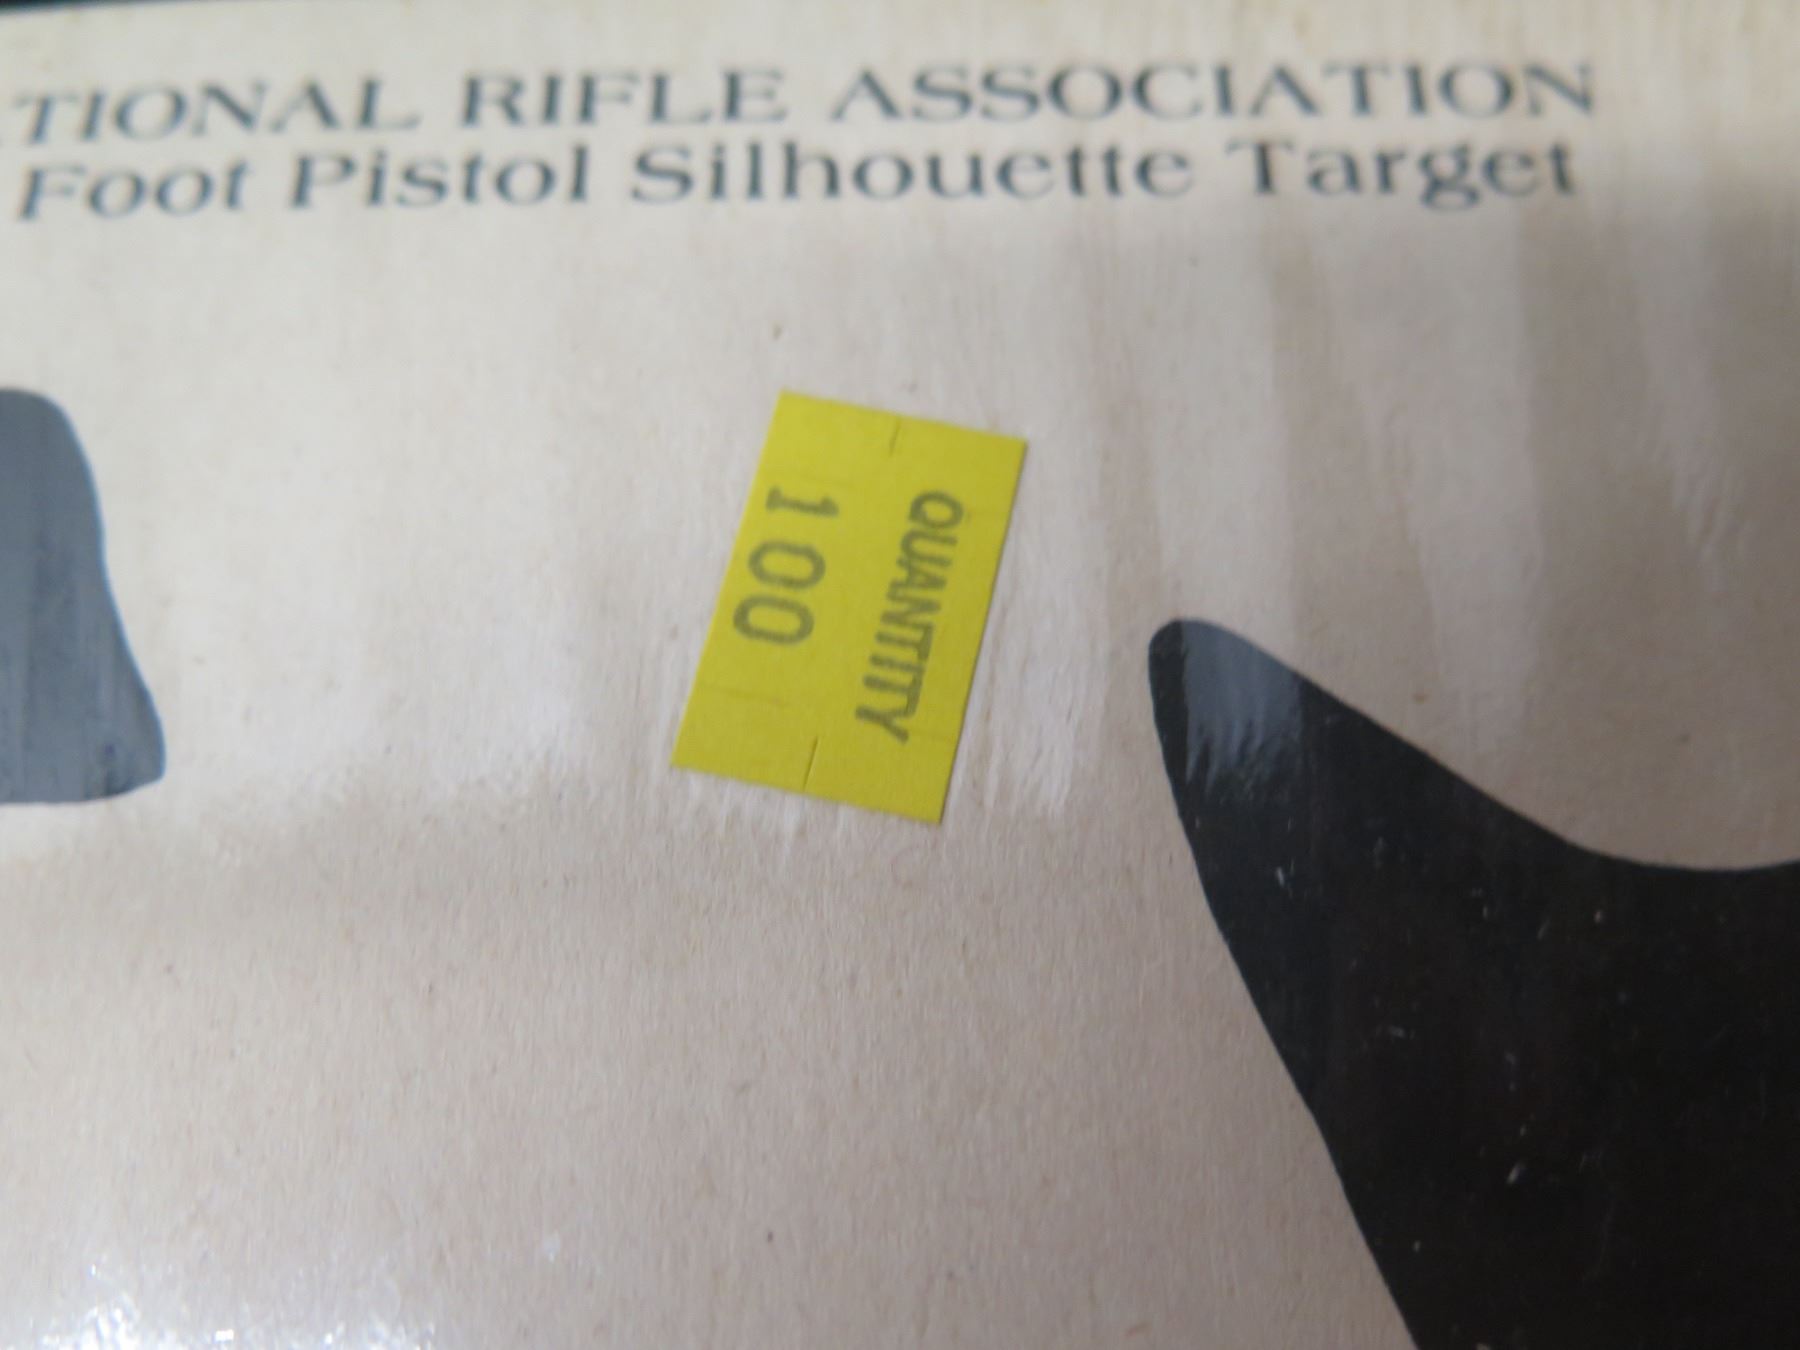 TIONAL RIFLE ASSOCIATION
Foot Pistol Silhouette Target
QUANTITY
100